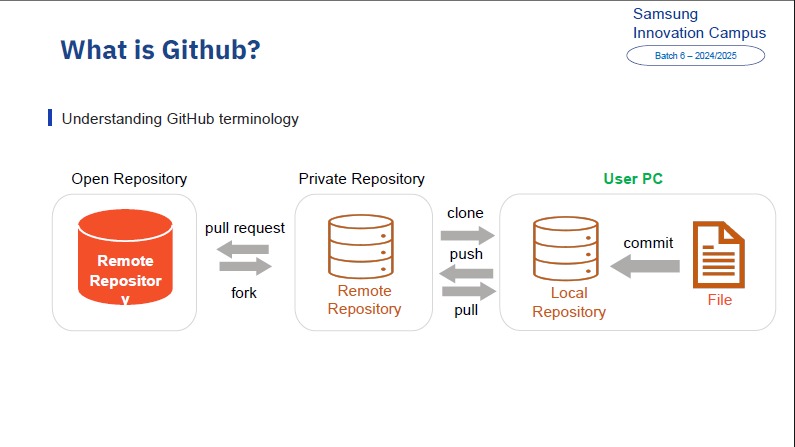 Samsung
Innovation Campus
Batch 6 – 2024/2025
What is Github?
Understanding GitHub terminology
Open Repository
Private Repository
User PC
Remote
Repositor
y
pull request
fork
Remote
Repository
clone
push
pull
Local
Repository
commit
File